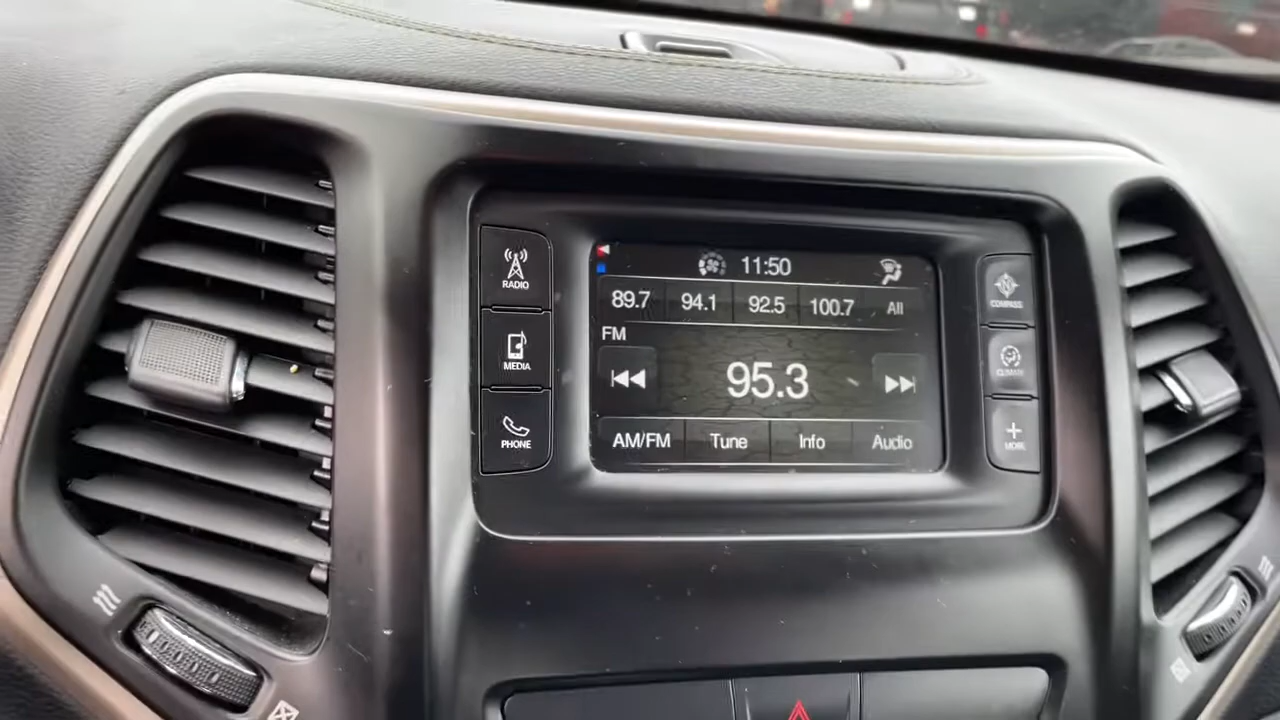 RADIO
MEDIA
PHONE
11:50
89.7 94.1 92.5 100.7 All
FM
95.3
AM/FM Tune Info Audio
COMPASS
CLIMATE
MORE